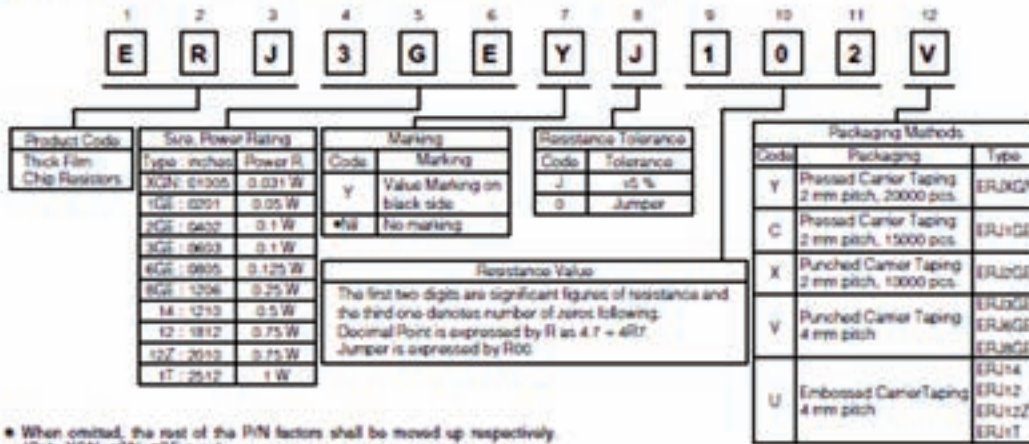 1 2 3 4 5 6 7 8 9 10 11 12
E R J 3 G E Y J 1 0 2 V
Product Code
Thick Film
Chip Resistors
Size, Power Rating
Type : inches Power R.
XGN: 01005 0.031 W
1GE : 0201 0.05 W
2GE : 0402 0.1 W
3GE : 0603 0.1 W
6GE : 0805 0.125 W
8GE : 1206 0.25 W
14 : 1210 0.5 W
12 : 1812 0.75 W
12Z : 2010 0.75 W
1T : 2512 1 W
Marking
Code Marking
Y Value Marking on
black side
•Nil No marking
Resistance Tolerance
Code Tolerance
J ±5 %
0 Jumper
Resistance Value
The first two digits are significant figures of resistance and
the third one denotes number of zeros following.
Decimal Point is expressed by R as 4.7 = 4R7.
Jumper is expressed by R00
Packaging Methods
Code Packaging Type
Y Pressed Carrier Taping
2 mm pitch, 20000 pcs. ERJXGN
C Pressed Carrier Taping
2 mm pitch, 15000 pcs. ERJ1GE
X Punched Carrier Taping
2 mm pitch, 10000 pcs. ERJ2GE
V Punched Carrier Taping
4 mm pitch
ERJ3GE
ERJ6GE
ERJ8GE
U Embossed CarrierTaping
4 mm pitch
ERJ14
ERJ12
ERJ12Z
ERJ1T
• When omitted, the rest of the P/N factors shall be moved up respectively.